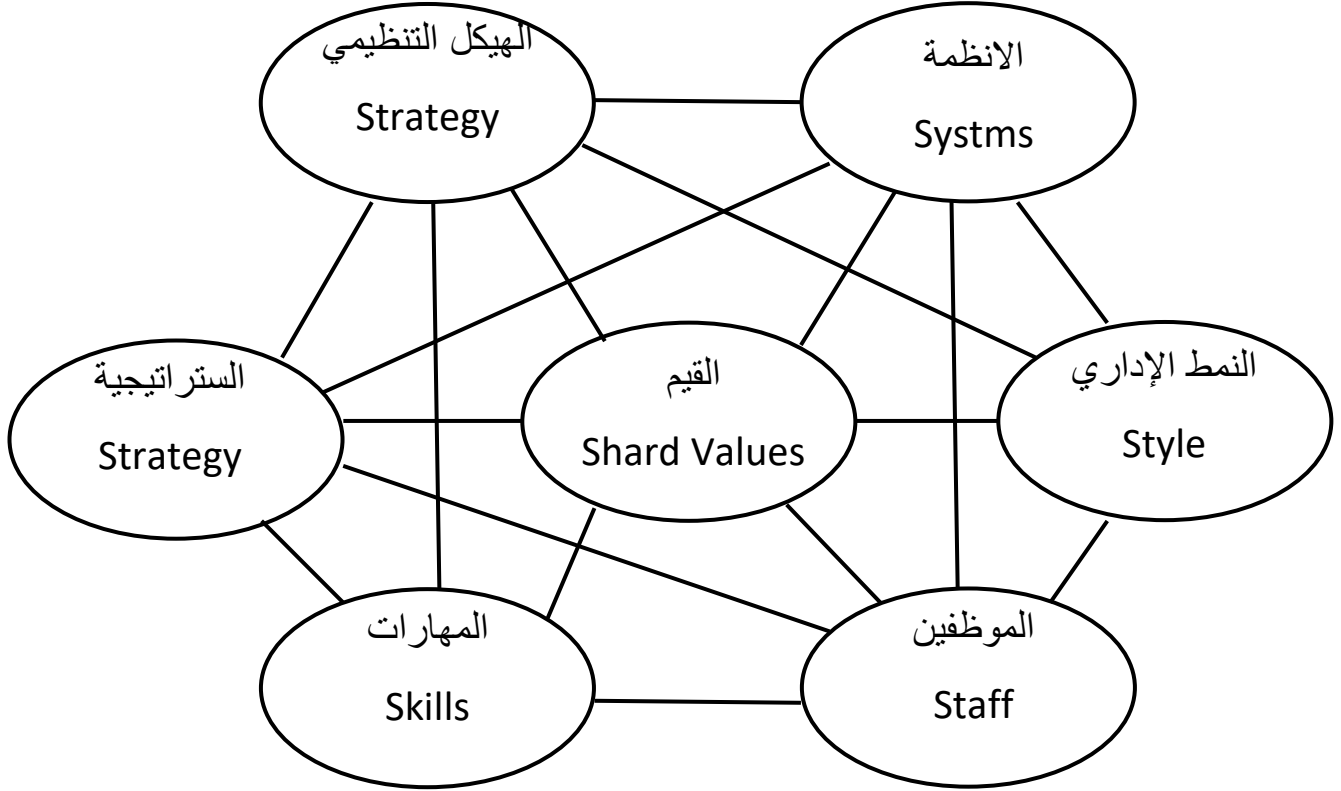 الهيكل التنظيمي
Strategy
الانظمة
Systms
الستراتيجية
Strategy
القيم
Shard Values
النمط الإداري
Style
المهارات
Skills
الموظفين
Staff